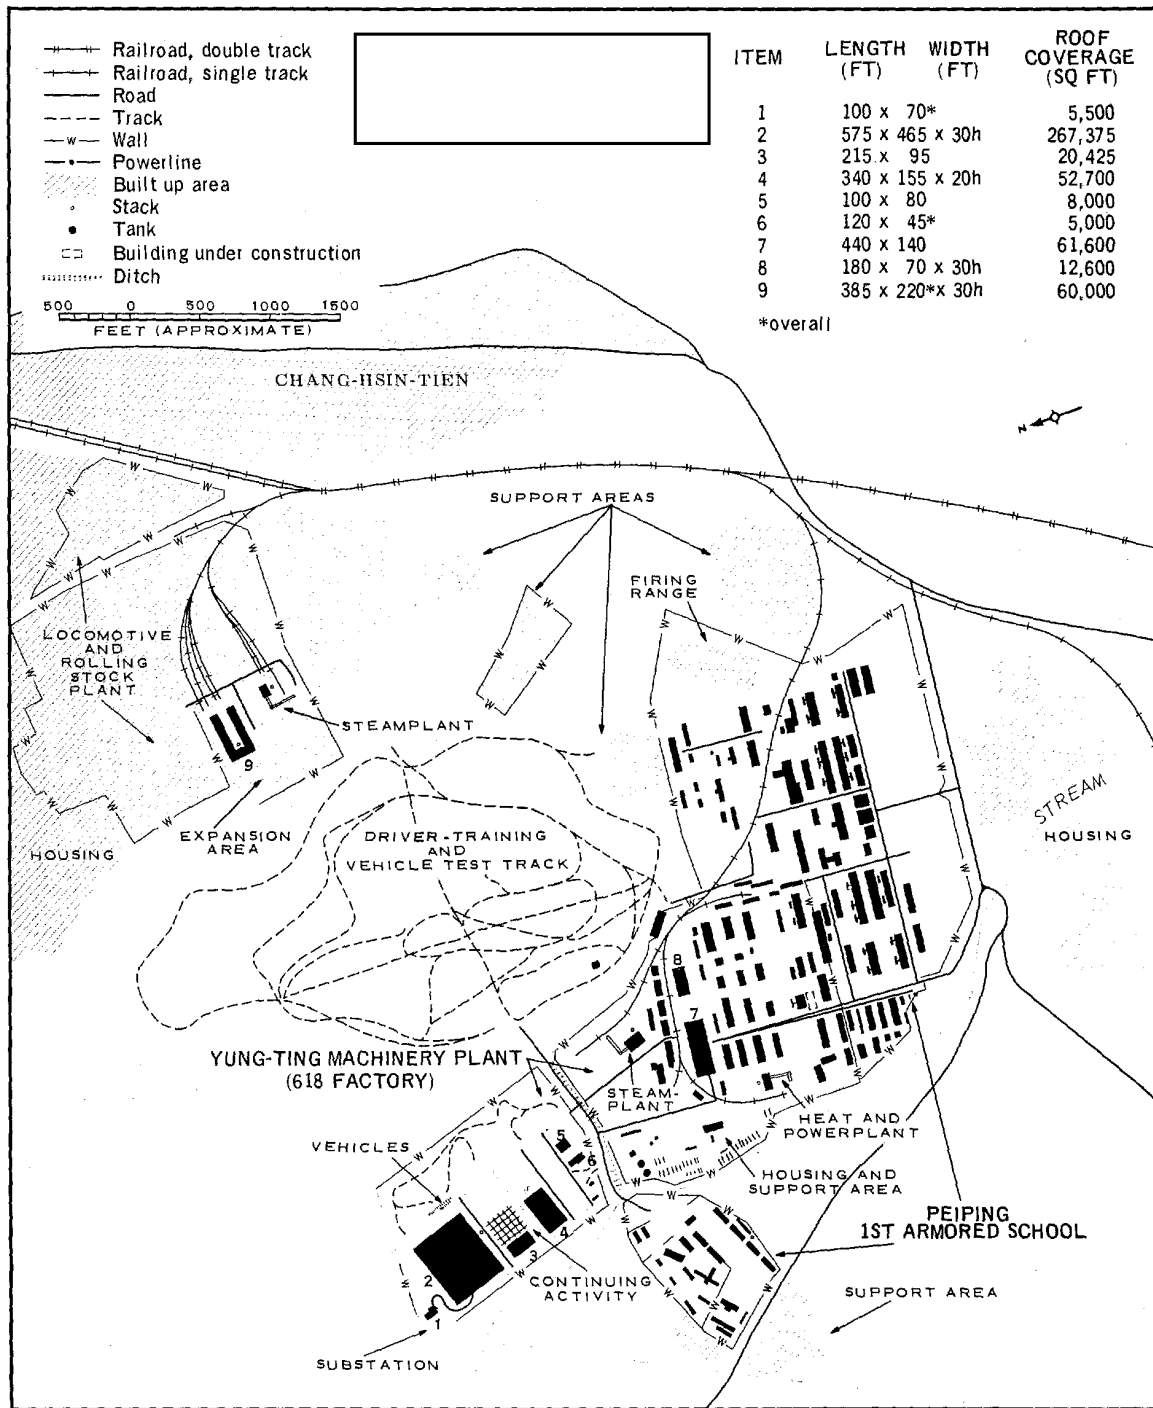 Railroad, double track
Railroad, single track
Road
Track
W
Wall
Powerline
Built up area
Stack
Tank
Building under construction
Ditch
500 0 500 1000 1500
FEET (APPROXIMATE)
ITEM LENGTH (FT) WIDTH (FT) ROOF COVERAGE (SQ FT)
1 100 x 70* 5,500
2 575 x 465 x 30h 267,375
3 215 x 95 20,425
4 340 x 155 x 20h 52,700
5 100 x 80 8,000
6 120 x 45* 5,000
7 440 x 140 61,600
8 180 x 70 x 30h 12,600
9 385 x 220* x 30h 60,000
*overall
CHANG-HSIN-TIEN
N
SUPPORT AREAS
FIRING
RANGE
LOCOMOTIVE
AND
ROLLING
STOCK
PLANT
STEAMPLANT
9
EXPANSION
AREA
HOUSING
DRIVER-TRAINING
AND
VEHICLE TEST TRACK
STREAM
HOUSING
8
7
YUNG-TING MACHINERY PLANT
(618 FACTORY)
STEAM-
PLANT
HEAT AND
POWERPLANT
VEHICLES
5
6
HOUSING AND
SUPPORT AREA
PEIPING
1ST ARMORED SCHOOL
4
3
2
1
CONTINUING
ACTIVITY
SUPPORT AREA
SUBSTATION